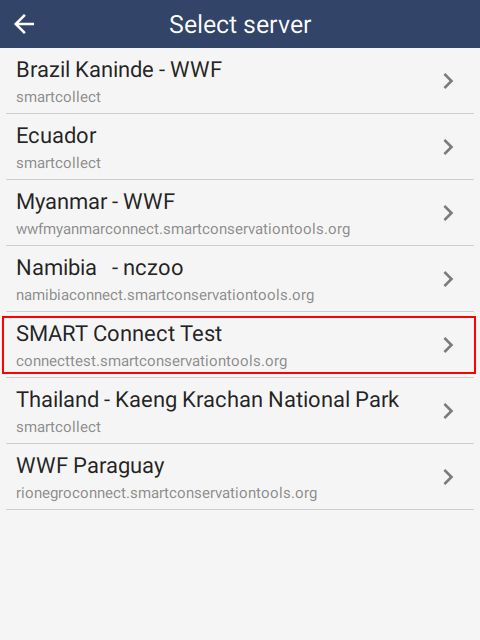 Select server
Brazil Kaninde - WWF
smartcollect
Ecuador
smartcollect
Myanmar - WWF
wwfmyanmarconnect.smartconservationtools.org
Namibia  - nczoo
namibiaconnect.smartconservationtools.org
SMART Connect Test
connecttest.smartconservationtools.org
Thailand - Kaeng Krachan National Park
smartcollect
WWF Paraguay
rionegroconnect.smartconservationtools.org